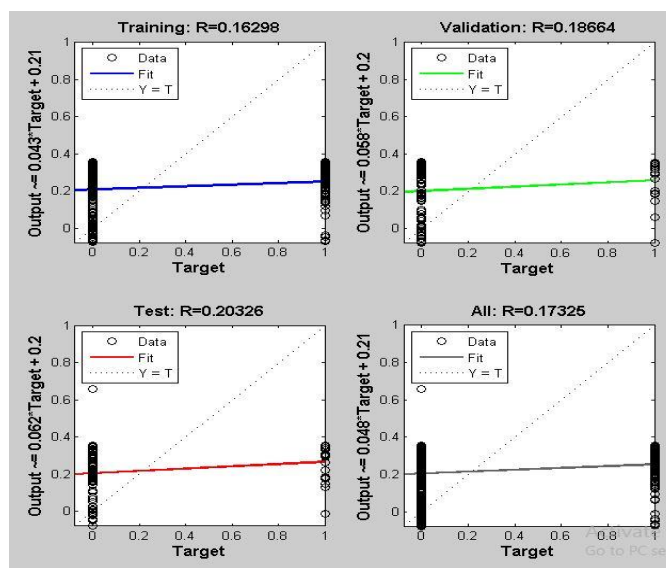 Training: R=0.16298
Output ~= 0.043*Target + 0.21
1
0.8
0.6
0.4
0.2
0
Data
Fit
Y = T
0 0.2 0.4 0.6 0.8 1
Target
Validation: R=0.18664
Output ~= 0.058*Target + 0.2
1
0.8
0.6
0.4
0.2
0
Data
Fit
Y = T
0 0.2 0.4 0.6 0.8 1
Target
Test: R=0.20326
Output ~= 0.062*Target + 0.2
1
0.8
0.6
0.4
0.2
0
Data
Fit
Y = T
0 0.2 0.4 0.6 0.8 1
Target
All: R=0.17325
Output ~= 0.048*Target + 0.21
1
0.8
0.6
0.4
0.2
0
Data
Fit
Y = T
0 0.2 0.4 0.6 0.8 1
Target
Activate
Go to PC se